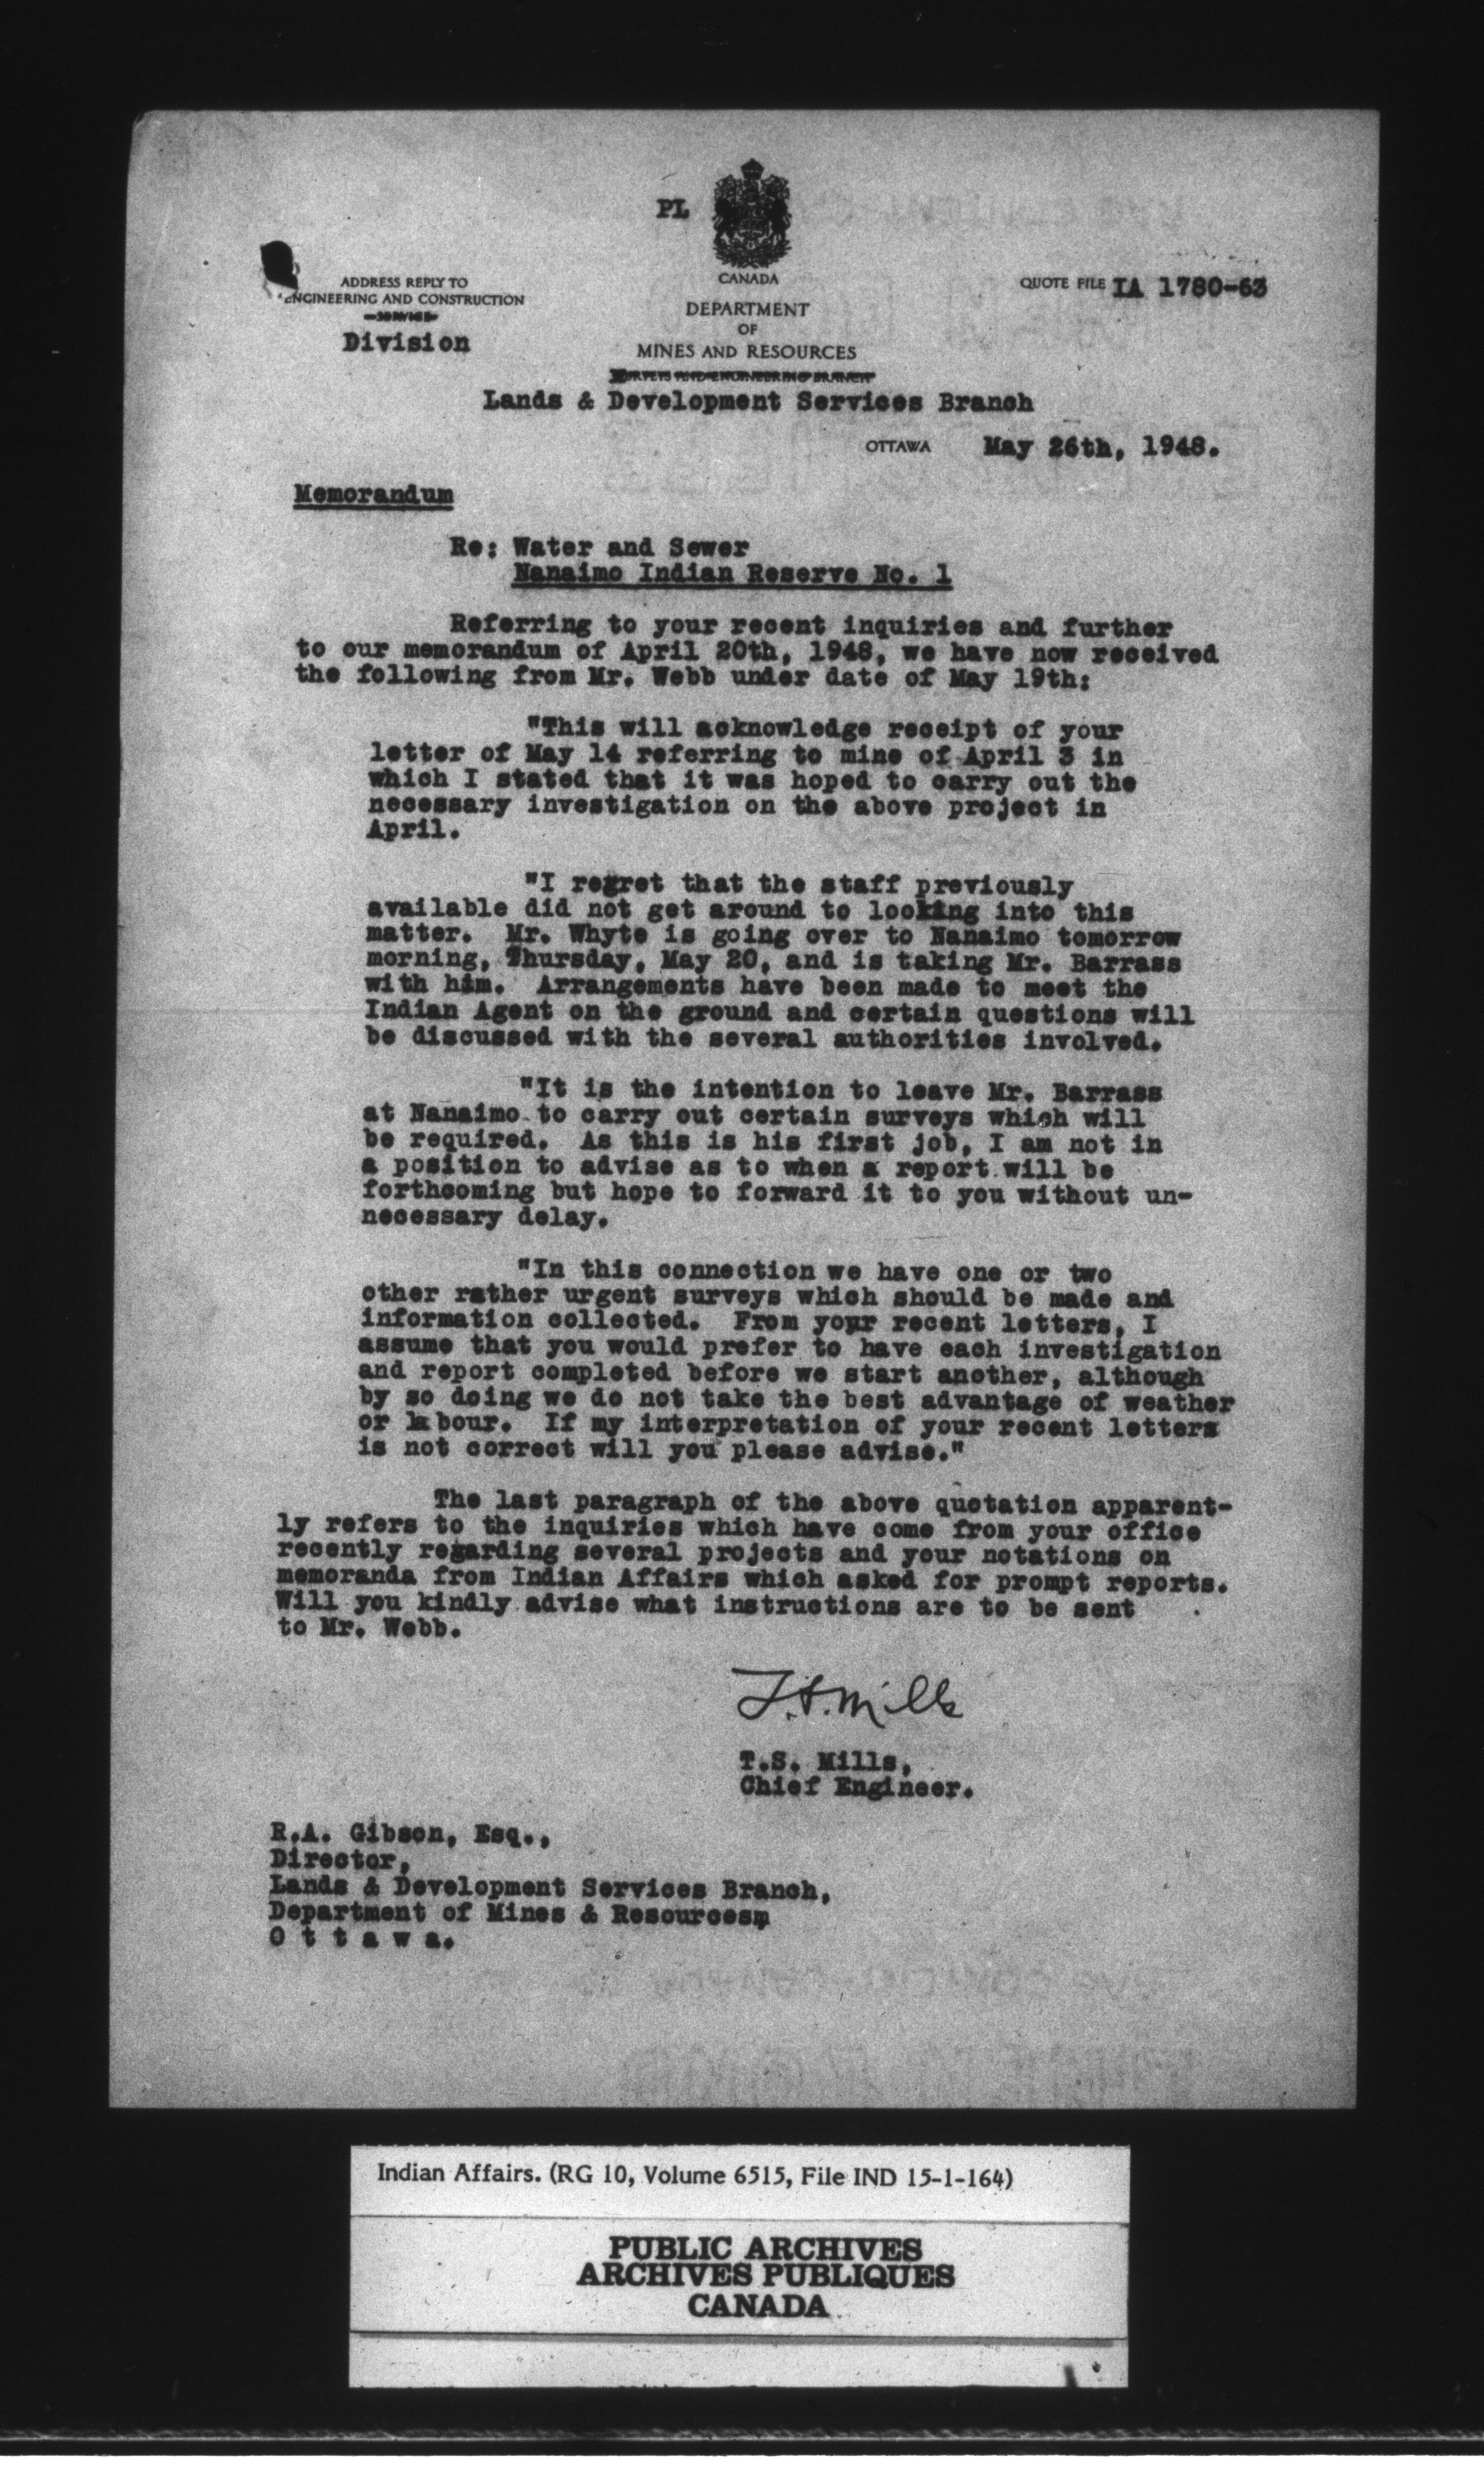 PL
CANADA
ADDRESS REPLY TO
ENGINEERING AND CONSTRUCTION
SERVICE
Division
QUOTE FILE IA 1780-63
DEPARTMENT
OF
MINES AND RESOURCES
SURVEYS AND ENGINEERING BRANCH
Lands & Development Services Branch
OTTAWA May 26th, 1948.
Memorandum
Re: Water and Sewer
Nanaimo Indian Reserve No. 1
Referring to your recent inquiries and further
to our memorandum of April 20th, 1948, we have now received
the following from Mr. Webb under date of May 19th:
"This will acknowledge receipt of your
letter of May 14 referring to mine of April 3 in
which I stated that it was hoped to carry out the
necessary investigation on the above project in
April.
"I regret that the staff previously
available did not get around to looking into this
matter. Mr. Whyte is going over to Nanaimo tomorrow
morning, Thursday, May 20, and is taking Mr. Barrass
with him. Arrangements have been made to meet the
Indian Agent on the ground and certain questions will
be discussed with the several authorities involved.
"It is the intention to leave Mr. Barrass
at Nanaimo to carry out certain surveys which will
be required. As this is his first job, I am not in
a position to advise as to when a report will be
forthcoming but hope to forward it to you without un-
necessary delay.
"In this connection we have one or two
other rather urgent surveys which should be made and
information collected. From your recent letters, I
assume that you would prefer to have each investigation
and report completed before we start another, although
by so doing we do not take the best advantage of weather
or labour. If my interpretation of your recent letters
is not correct will you please advise."
The last paragraph of the above quotation apparent-
ly refers to the inquiries which have come from your office
recently regarding several projects and your notations on
memoranda from Indian Affairs which asked for prompt reports.
Will you kindly advise what instructions are to be sent
to Mr. Webb.
T.S. Mills
T.S. Mills,
Chief Engineer.
R.A. Gibson, Esq.,
Director,
Lands & Development Services Branch,
Department of Mines & Resources,
O t t a w a.
Indian Affairs. (RG 10, Volume 6515, File IND 15-1-164)
PUBLIC ARCHIVES
ARCHIVES PUBLIQUES
CANADA